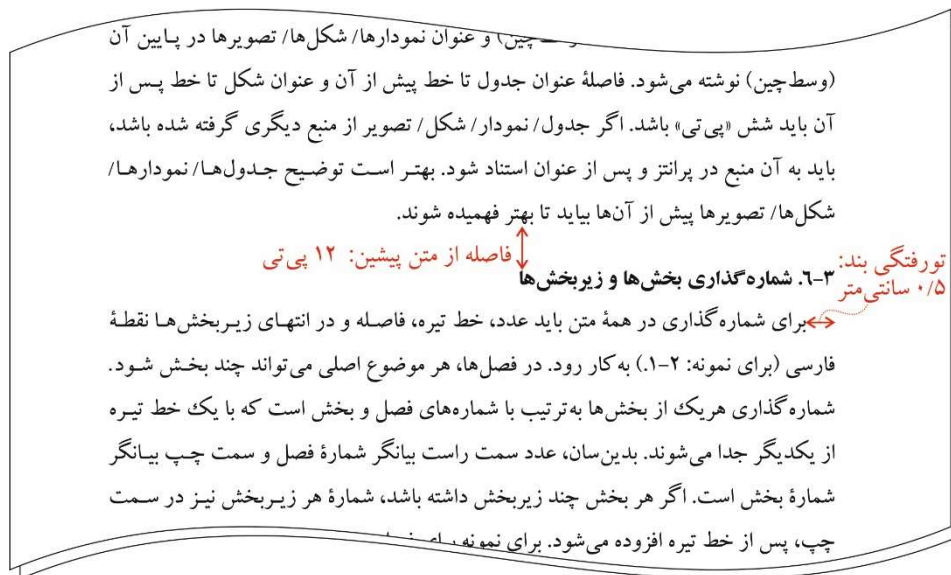 وسط‌چین) و عنوان نمودارها/ شکل‌ها/ تصویرها در پایین آن
(وسط‌چین) نوشته می‌شود. فاصلهٔ عنوان جدول تا خط پیش از آن و عنوان شکل تا خط پس از
آن باید شش «پی‌تی» باشد. اگر جدول/ نمودار/ شکل/ تصویر از منبع دیگری گرفته شده باشد،
باید به آن منبع در پرانتز و پس از عنوان استناد شود. بهتر است توضیح جدول‌ها/ نمودارها/
شکل‌ها/ تصویرها پیش از آن‌ها بیاید تا بهتر فهمیده شوند.
فاصله از متن پیشین: ۱۲ پی‌تی
تورفتگی بند:
۰/۵ سانتی‌متر
۳-۶. شماره‌گذاری بخش‌ها و زیربخش‌ها
برای شماره‌گذاری در همهٔ متن باید عدد، خط تیره، فاصله و در انتهای زیربخش‌ها نقطهٔ
فارسی (برای نمونه: ۲-۱.) به‌کار رود. در فصل‌ها، هر موضوع اصلی می‌تواند چند بخش شود.
شماره‌گذاری هریک از بخش‌ها به‌ترتیب با شماره‌های فصل و بخش است که با یک خط تیره
از یکدیگر جدا می‌شوند. بدین‌سان، عدد سمت راست بیانگر شمارهٔ فصل و سمت چپ بیانگر
شمارهٔ بخش است. اگر هر بخش چند زیربخش داشته باشد، شمارهٔ هر زیربخش نیز در سمت
چپ، پس از خط تیره افزوده می‌شود. برای نمونه